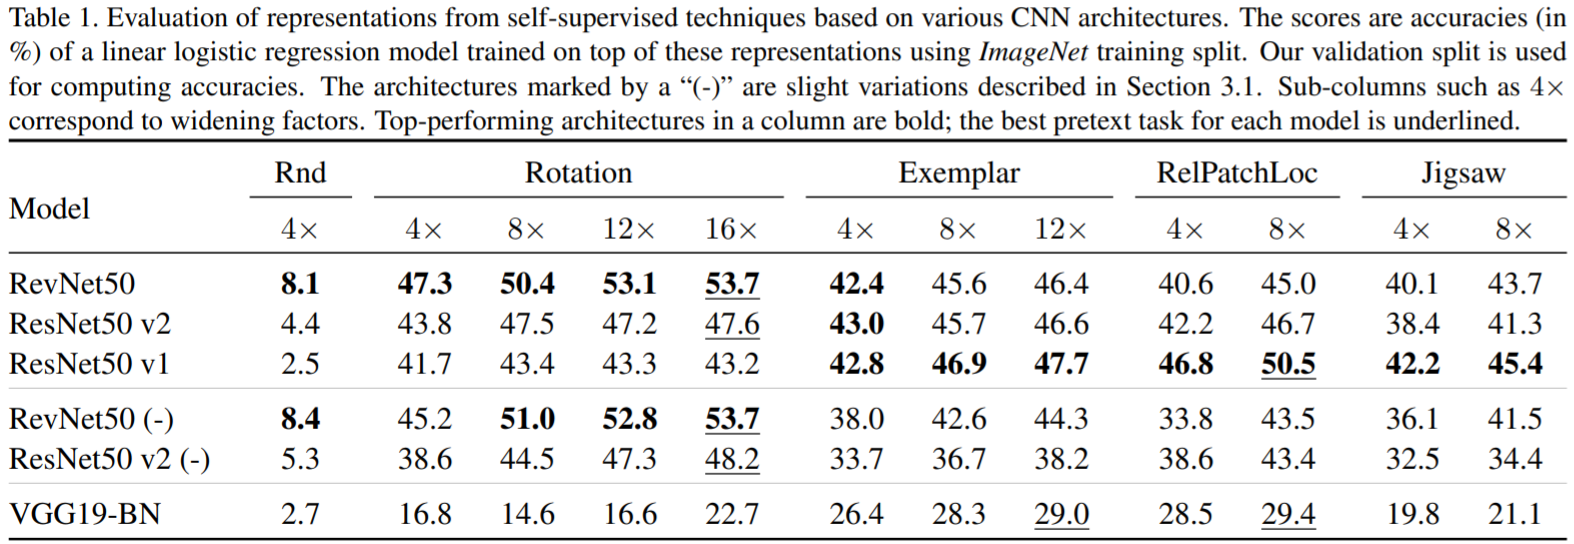 Table 1. Evaluation of representations from self-supervised techniques based on various CNN architectures. The scores are accuracies (in
%) of a linear logistic regression model trained on top of these representations using ImageNet training split. Our validation split is used
for computing accuracies. The architectures marked by a “(-)” are slight variations described in Section 3.1. Sub-columns such as 4×
correspond to widening factors. Top-performing architectures in a column are bold; the best pretext task for each model is underlined.
Model Rnd Rotation Exemplar RelPatchLoc Jigsaw
4× 4× 8× 12× 16× 4× 8× 12× 4× 8× 4× 8×
RevNet50 8.1 47.3 50.4 53.1 53.7 42.4 45.6 46.4 40.6 45.0 40.1 43.7
ResNet50 v2 4.4 43.8 47.5 47.2 47.6 43.0 45.7 46.6 42.2 46.7 38.4 41.3
ResNet50 v1 2.5 41.7 43.4 43.3 43.2 42.8 46.9 47.7 46.8 50.5 42.2 45.4
RevNet50 (-) 8.4 45.2 51.0 52.8 53.7 38.0 42.6 44.3 33.8 43.5 36.1 41.5
ResNet50 v2 (-) 5.3 38.6 44.5 47.3 48.2 33.7 36.7 38.2 38.6 43.4 32.5 34.4
VGG19-BN 2.7 16.8 14.6 16.6 22.7 26.4 28.3 29.0 28.5 29.4 19.8 21.1